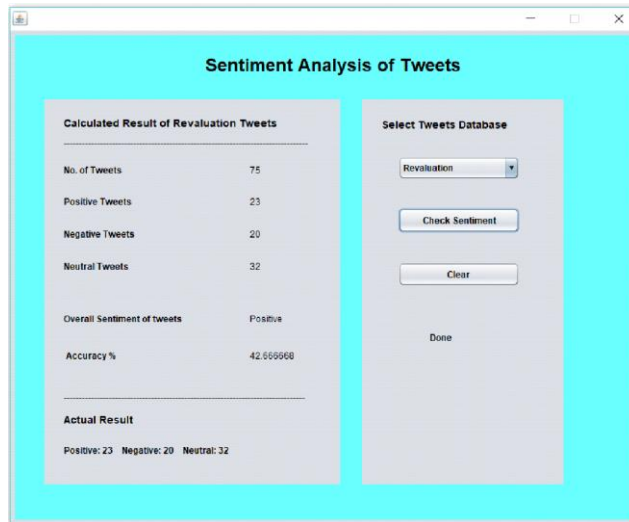 Sentiment Analysis of Tweets
Calculated Result of Revaluation Tweets
No. of Tweets 75
Positive Tweets 23
Negative Tweets 20
Neutral Tweets 32
Overall Sentiment of tweets Positive
Accuracy % 42.666668
Actual Result
Positive: 23 Negative: 20 Neutral: 32
Select Tweets Database
Revaluation
Check Sentiment
Clear
Done